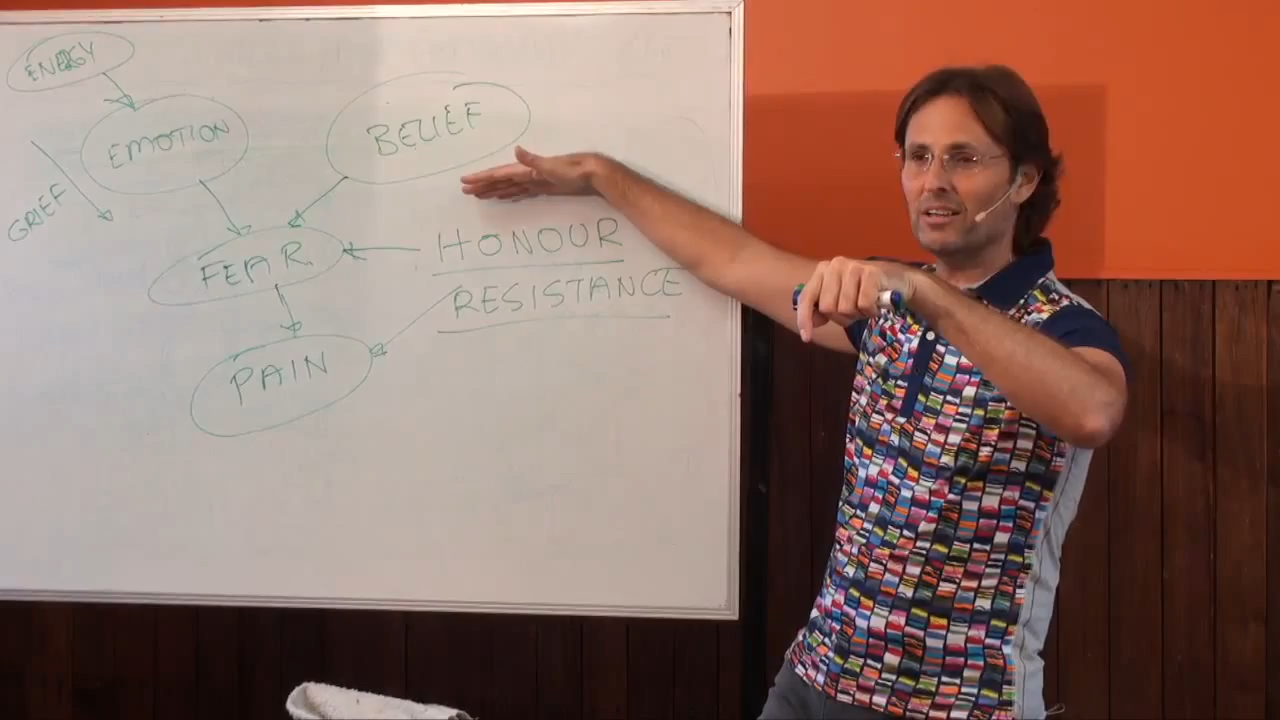 ENERGY
EMOTION
BELIEF
GRIEF
FEAR
HONOUR
RESISTANCE
PAIN